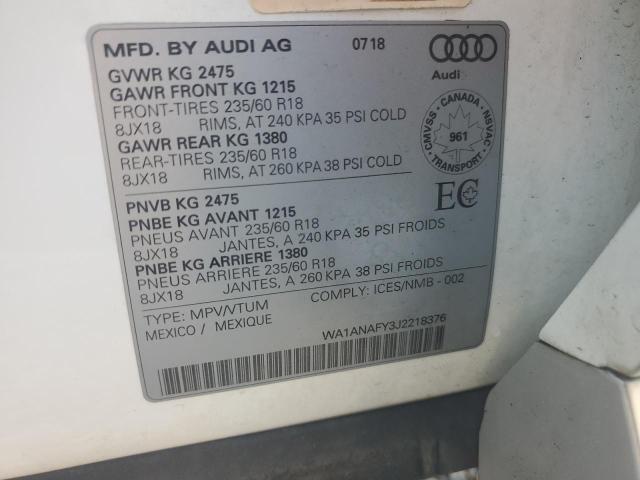 MFD. BY AUDI AG 07 18
Audi
GVWR KG 2475
GAWR FRONT KG 1215
FRONT-TIRES 235/60 R18
8JX18 RIMS, AT 240 KPA 35 PSI COLD
GAWR REAR KG 1380
REAR-TIRES 235/60 R18
8JX18 RIMS, AT 260 KPA 38 PSI COLD
CMVSS - CANADA - NSVAC
961
TRANSPORT
PNVB KG 2475
PNBE KG AVANT 1215
PNEUS AVANT 235/60 R18
8JX18 JANTES, A 240 KPA 35 PSI FROIDS
PNBE KG ARRIERE 1380
PNEUS ARRIERE 235/60 R18
8JX18 JANTES, A 260 KPA 38 PSI FROIDS
EC
TYPE: MPV/VTUM COMPLY: ICES/NMB - 002
MEXICO / MEXIQUE
WA1ANAFY3J2218376